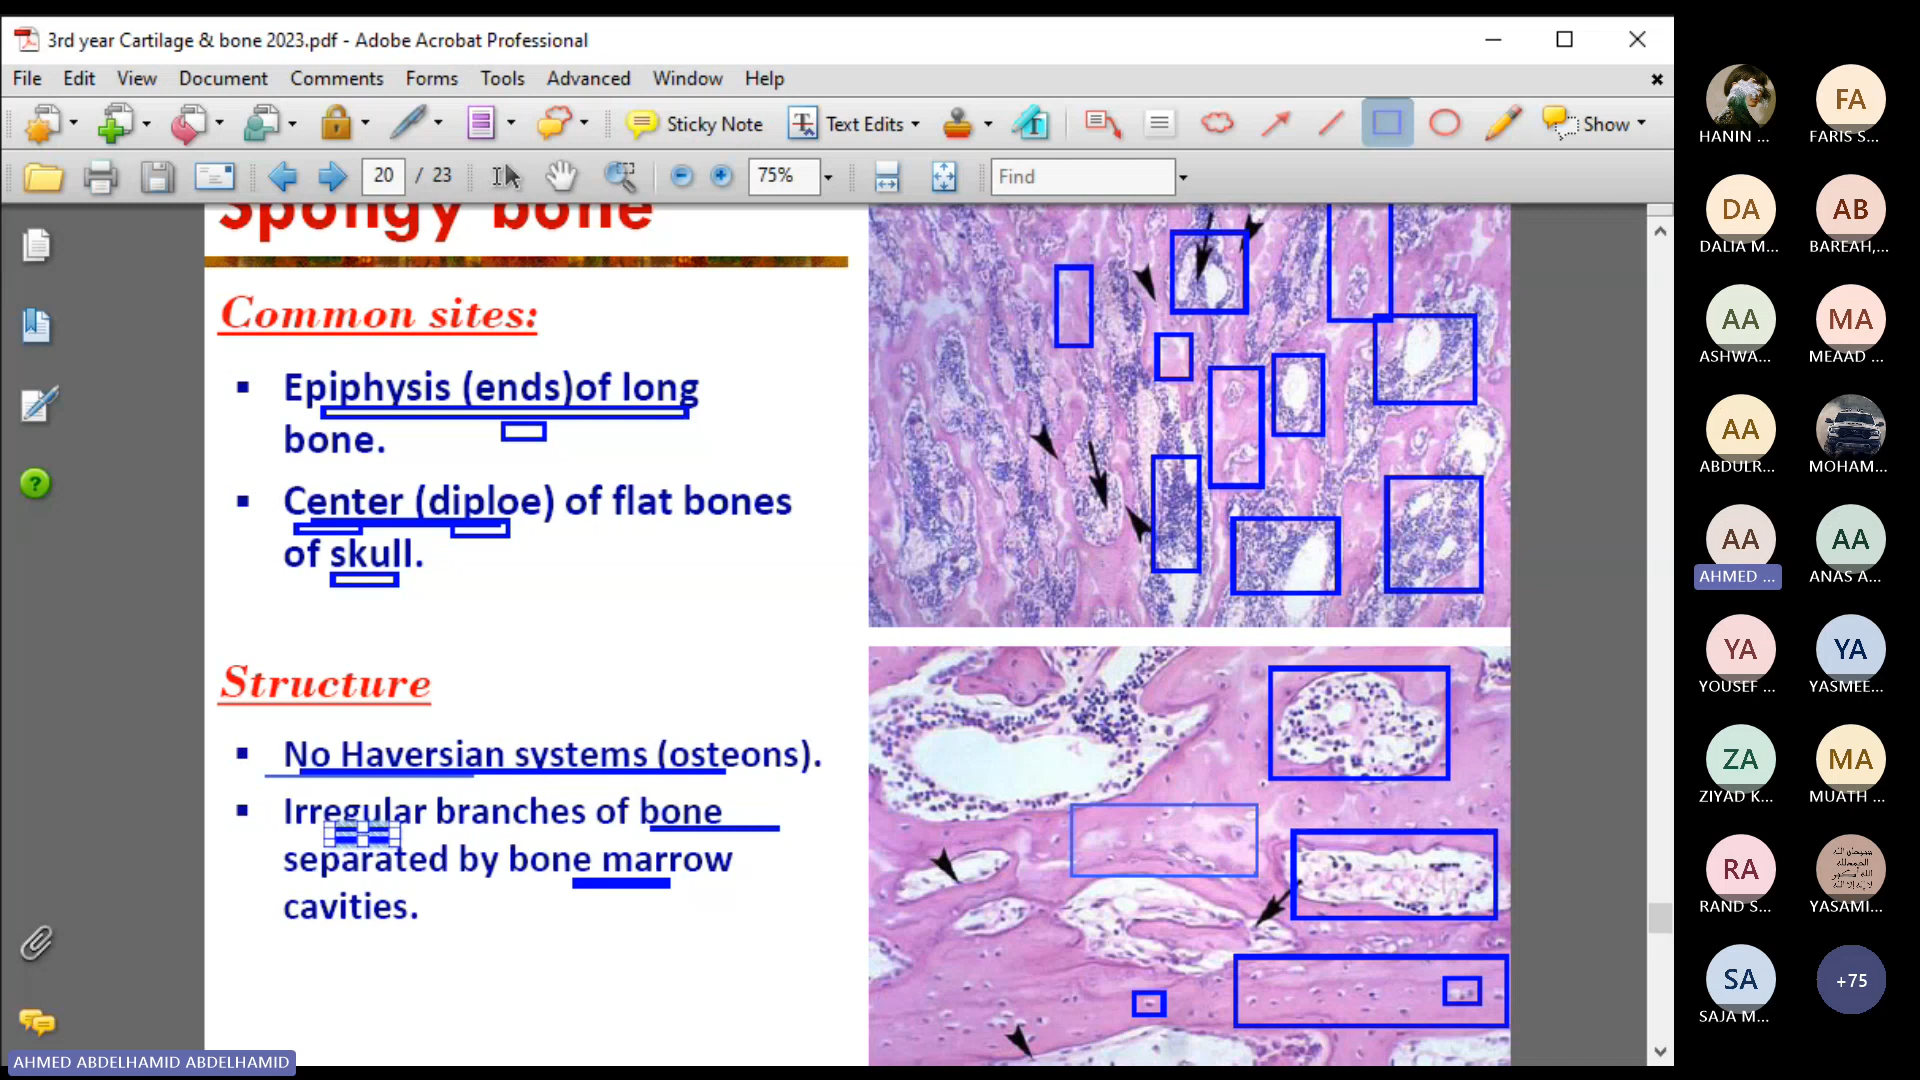 3rd year Cartilage & bone 2023.pdf - Adobe Acrobat Professional
File Edit View Document Comments Forms Tools Advanced Window Help
Sticky Note Text Edits Show
20 / 23 75% Find
Spongy bone
Common sites:
▪ Epiphysis (ends)of long
bone.
▪ Center (diploe) of flat bones
of skull.
Structure
▪ No Haversian systems (osteons).
▪ Irregular branches of bone
separated by bone marrow
cavities.
AHMED ABDELHAMID ABDELHAMID
HANIN ...
FA
FARIS S...
DA
DALIA M...
AB
BAREAH,...
AA
ASHWA...
MA
MEAAD ...
AA
ABDULR...
MOHAM...
AA
AHMED ...
AA
ANAS A...
YA
YOUSEF ...
YA
YASMEE...
ZA
ZIYAD K...
MA
MUATH ...
RA
RAND S...
YASAMI...
SA
SAJA M...
+75